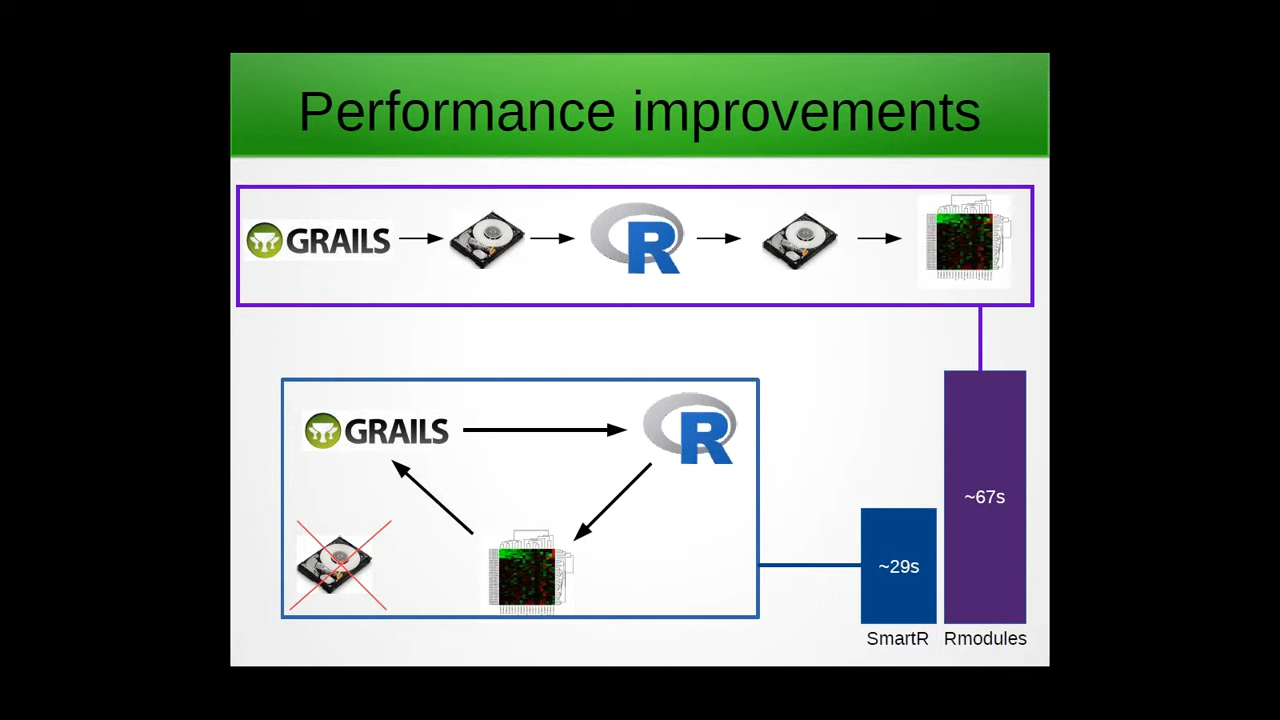 Performance improvements
GRAILS
R
GRAILS
R
~67s
~29s
SmartR
Rmodules